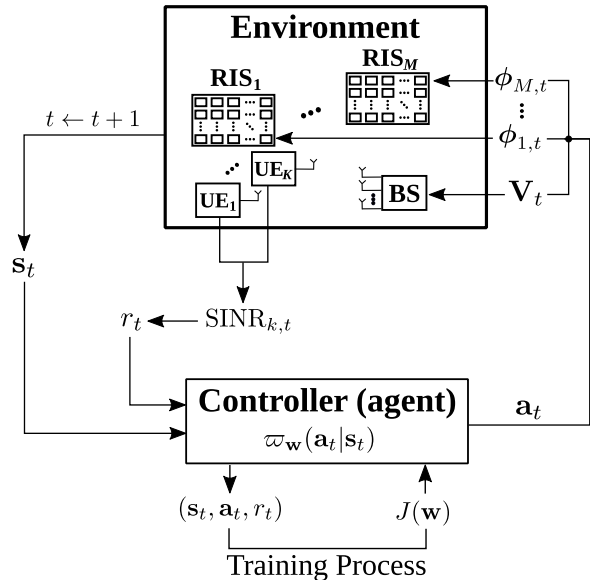 Environment
RIS_M
RIS_1
ϕ_{M,t}
t ← t + 1
ϕ_{1,t}
UE_K
UE_1
BS
V_t
s_t
r_t
SINR_{k,t}
Controller (agent)
ϖ_w(a_t|s_t)
a_t
(s_t, a_t, r_t)
J(w)
Training Process